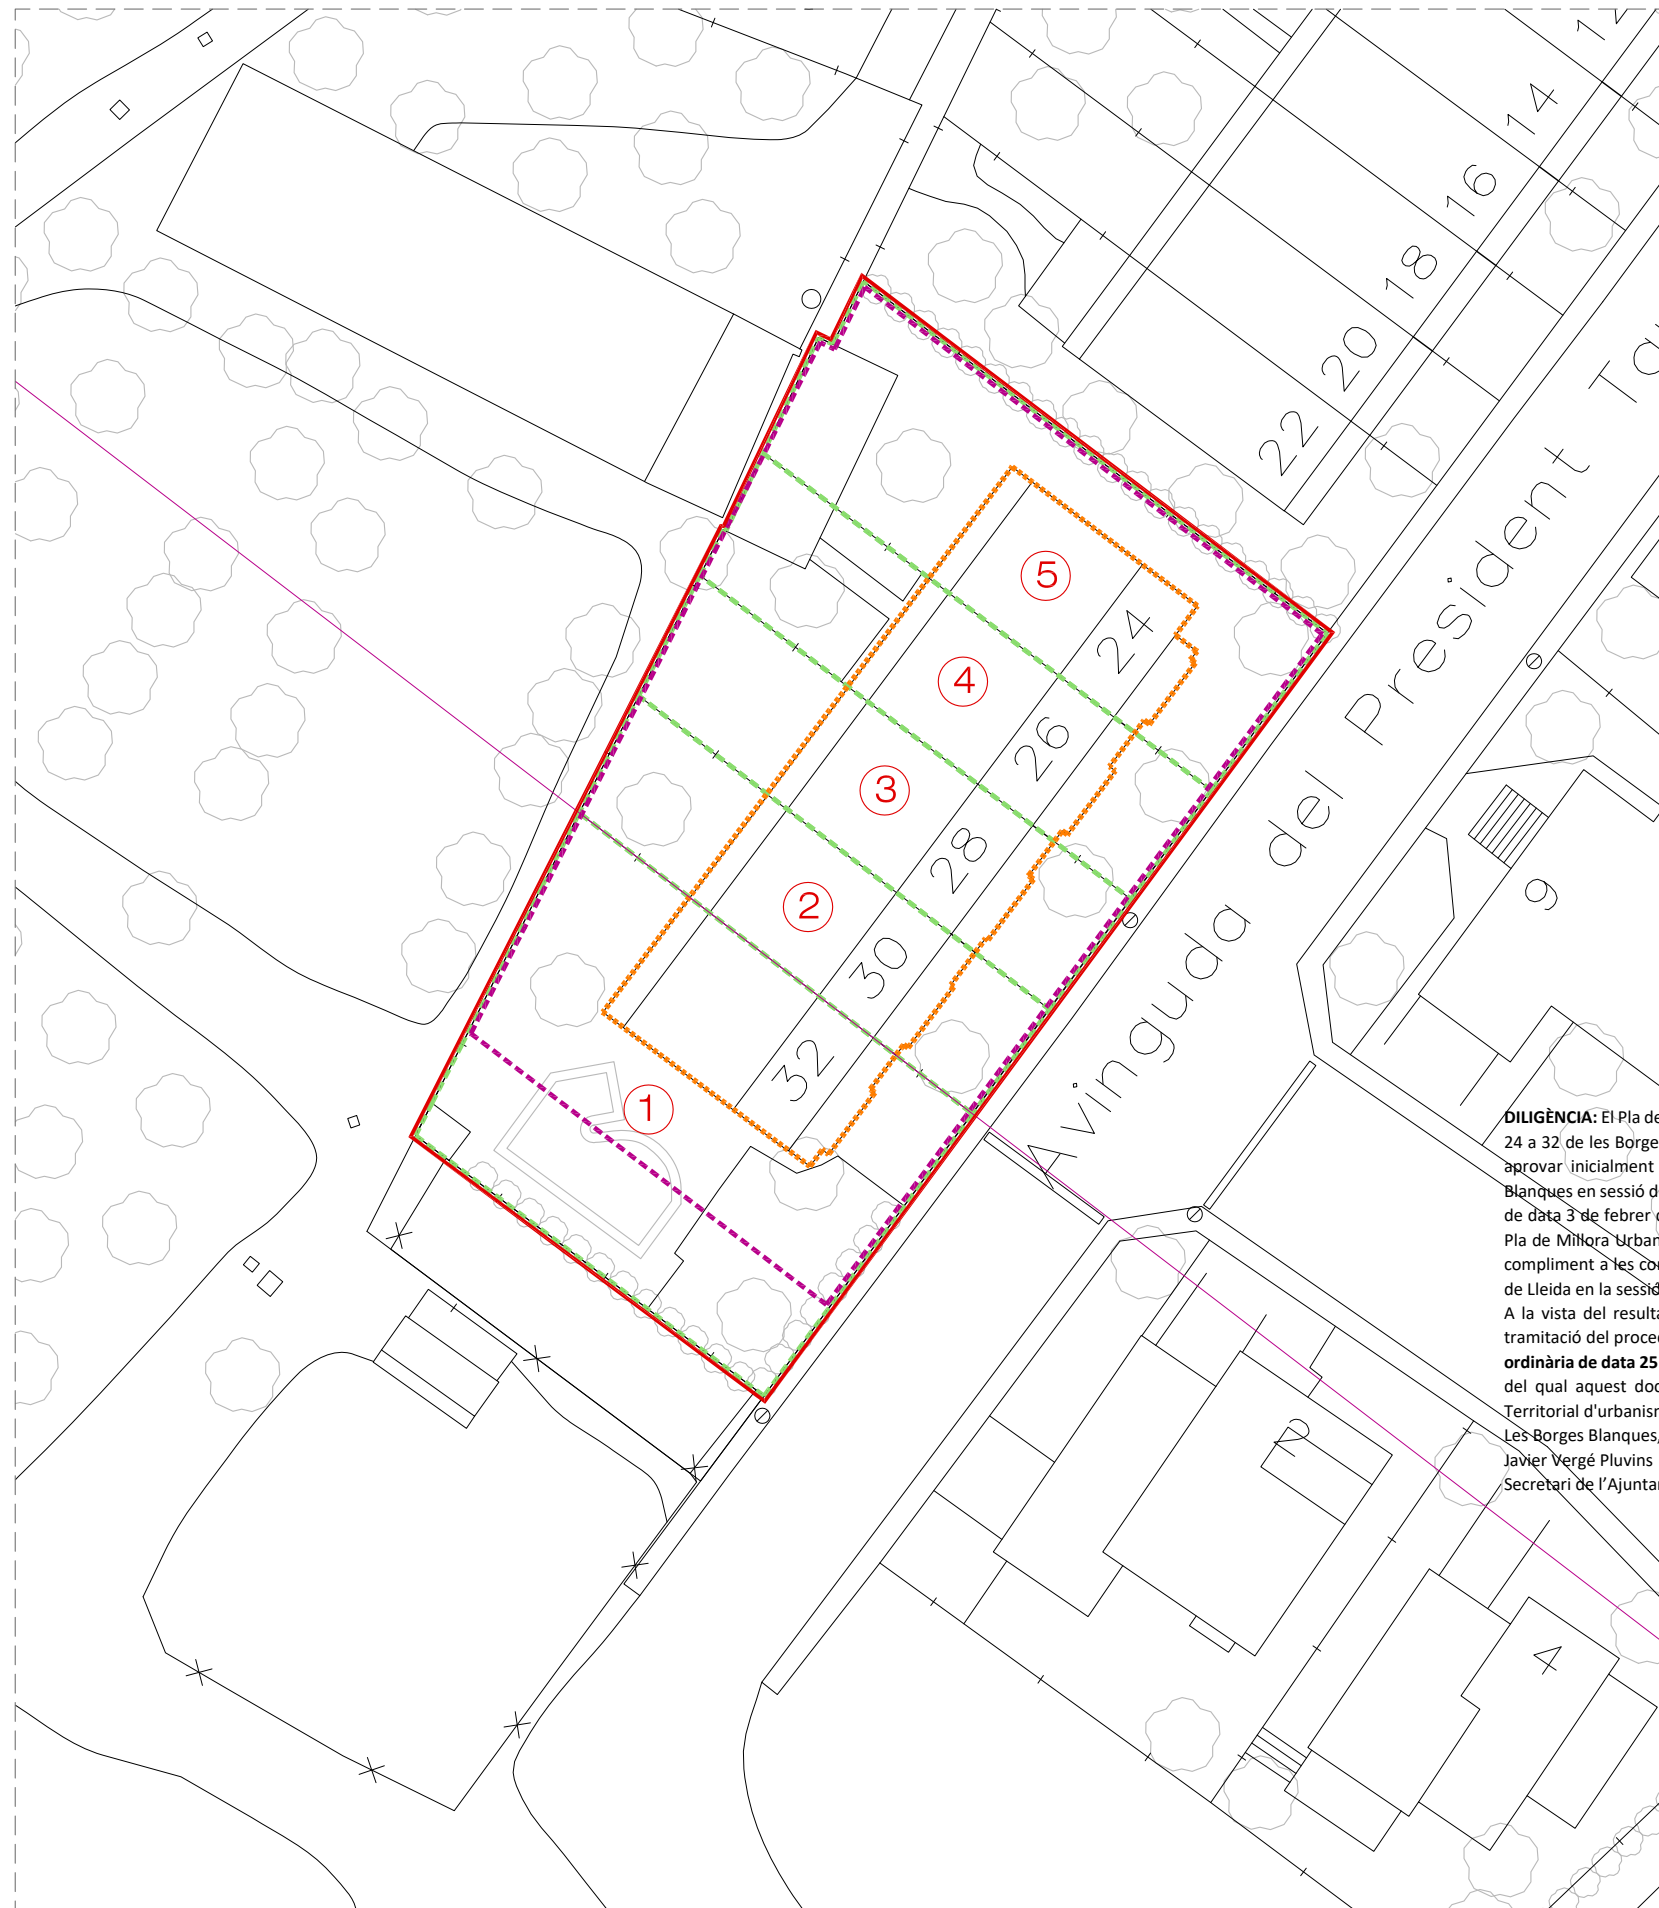 12
14
16
18
20
22
Avinguda del President Ta
5
24
4
26
3
28
2
30
32
1
9
2
4
DILIGÈNCIA: El Pla de
24 a 32 de les Borge
aprovar inicialment
Blanques en sessió d
de data 3 de febrer
Pla de Millora Urban
compliment a les con
de Lleida en la sessió
A la vista del resulta
tramitació del proce
ordinària de data 25
del qual aquest doc
Territorial d'urbanism
Les Borges Blanques,
Javier Vergé Pluvins
Secretari de l'Ajuntam